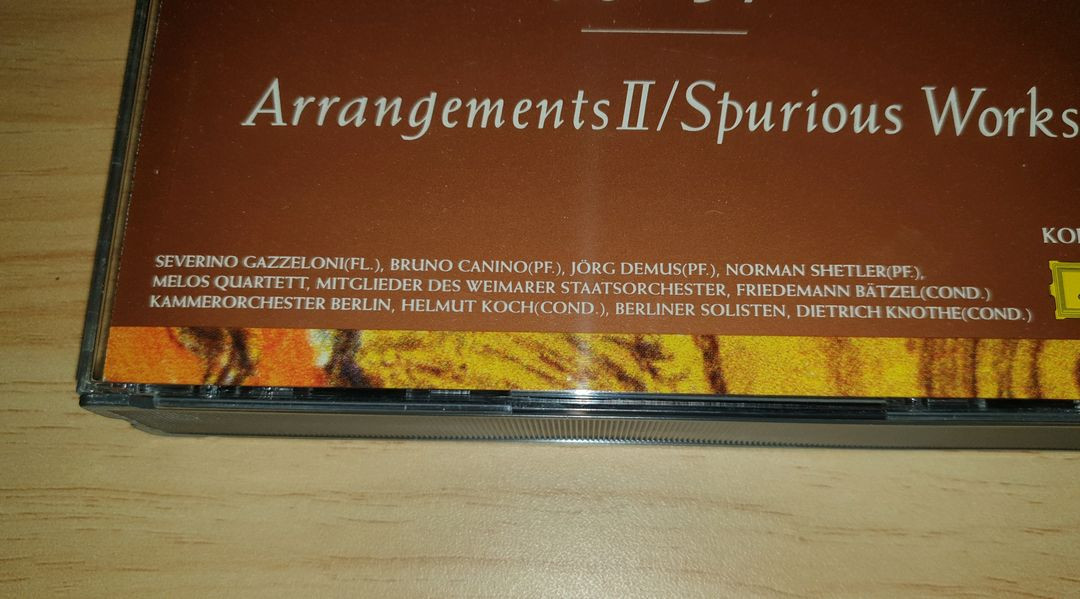 Arrangements II/Spurious Works
SEVERINO GAZZELONI(FL.), BRUNO CANINO(PF.), JÖRG DEMUS(PF.), NORMAN SHETLER(PF.),
MELOS QUARTETT, MITGLIEDER DES WEIMARER STAATSORCHESTER, FRIEDEMANN BÄTZEL(COND.)
KAMMERORCHESTER BERLIN, HELMUT KOCH(COND.), BERLINER SOLISTEN, DIETRICH KNOTHE(COND.)